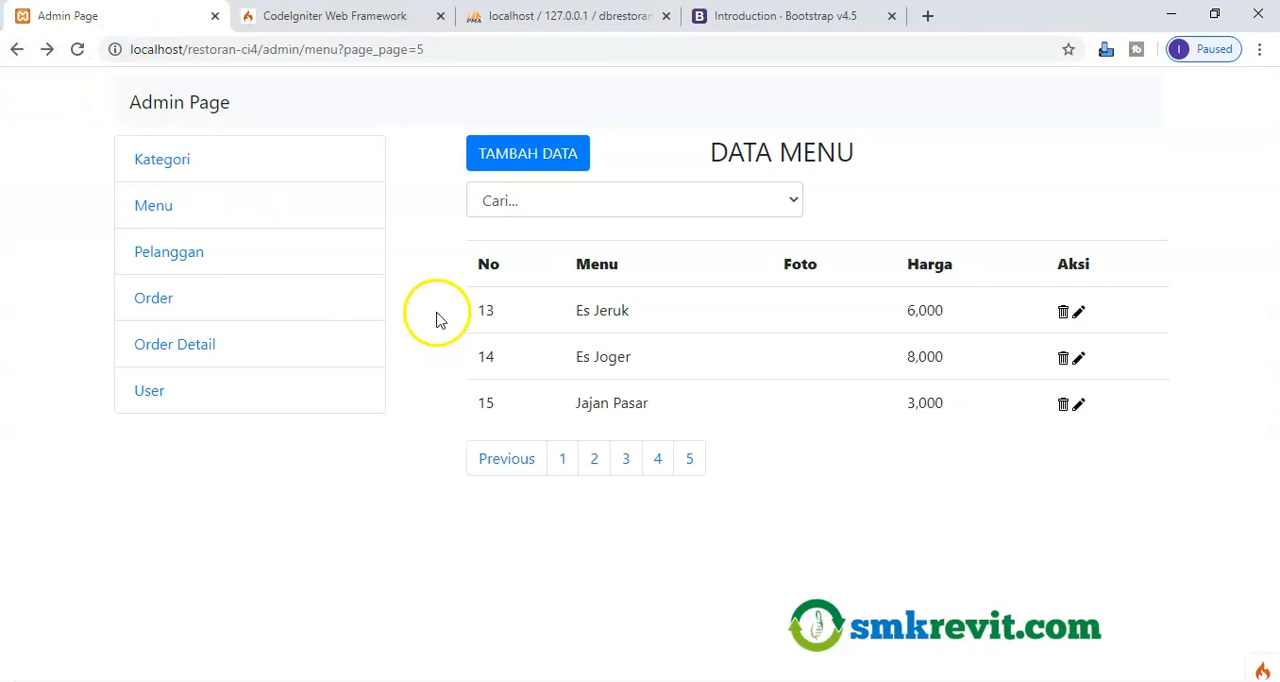 Admin Page
CodeIgniter Web Framework
localhost / 127.0.0.1 / dbrestoran
Introduction · Bootstrap v4.5
localhost/restoran-ci4/admin/menu?page_page=5
I Paused
Admin Page
Kategori
Menu
Pelanggan
Order
Order Detail
User
TAMBAH DATA
DATA MENU
Cari...
No Menu Foto Harga Aksi
13 Es Jeruk 6,000
14 Es Joger 8,000
15 Jajan Pasar 3,000
Previous 1 2 3 4 5
smkrevit.com